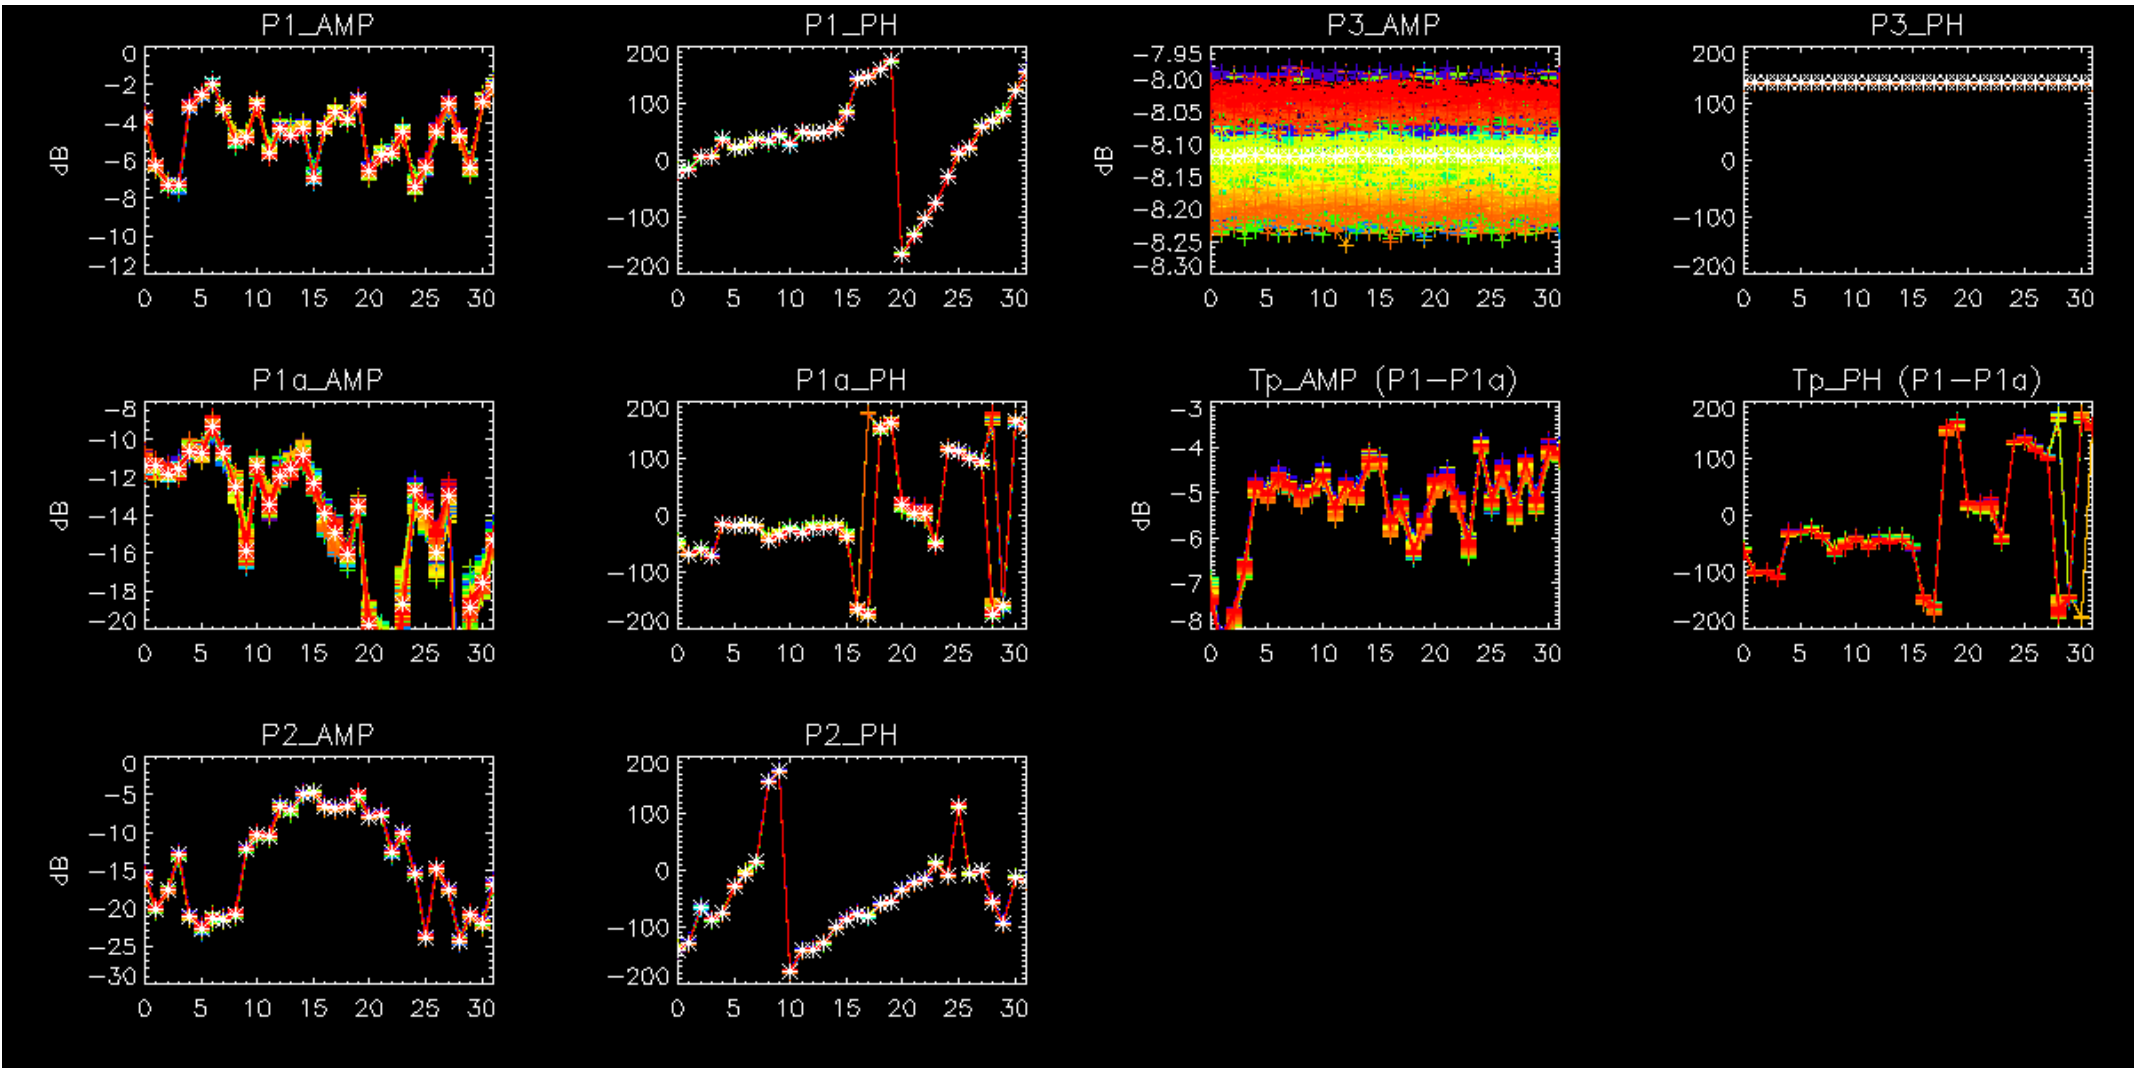 P1_AMP
dB
0
−2
−4
−6
−8
−10
−12
0 5 10 15 20 25 30
P1_PH
200
100
0
−100
−200
0 5 10 15 20 25 30
P3_AMP
dB
−7.95
−8.00
−8.05
−8.10
−8.15
−8.20
−8.25
−8.30
0 5 10 15 20 25 30
P3_PH
200
100
0
−100
−200
0 5 10 15 20 25 30
P1a_AMP
dB
−8
−10
−12
−14
−16
−18
−20
0 5 10 15 20 25 30
P1a_PH
200
100
0
−100
−200
0 5 10 15 20 25 30
Tp_AMP (P1−P1a)
dB
−3
−4
−5
−6
−7
−8
0 5 10 15 20 25 30
Tp_PH (P1−P1a)
200
100
0
−100
−200
0 5 10 15 20 25 30
P2_AMP
dB
0
−5
−10
−15
−20
−25
−30
0 5 10 15 20 25 30
P2_PH
200
100
0
−100
−200
0 5 10 15 20 25 30